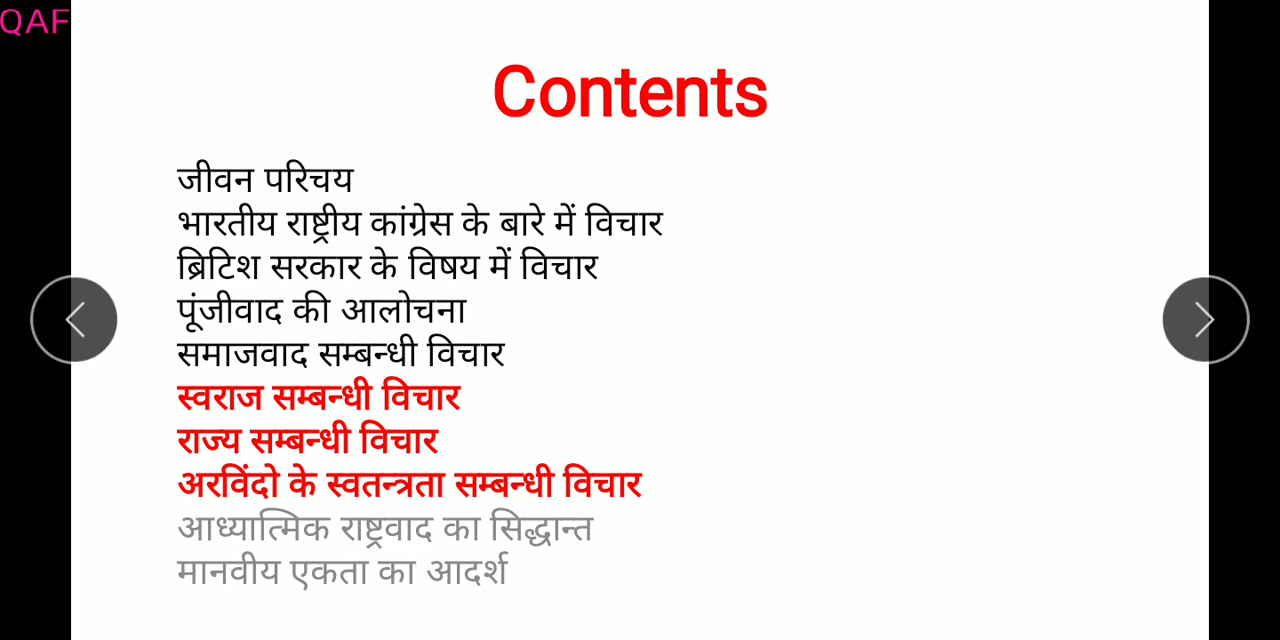 QAF
Contents
जीवन परिचय
भारतीय राष्ट्रीय कांग्रेस के बारे में विचार
ब्रिटिश सरकार के विषय में विचार
पूंजीवाद की आलोचना
समाजवाद सम्बन्धी विचार
स्वराज सम्बन्धी विचार
राज्य सम्बन्धी विचार
अरविंदो के स्वतन्त्रता सम्बन्धी विचार
आध्यात्मिक राष्ट्रवाद का सिद्धान्त
मानवीय एकता का आदर्श